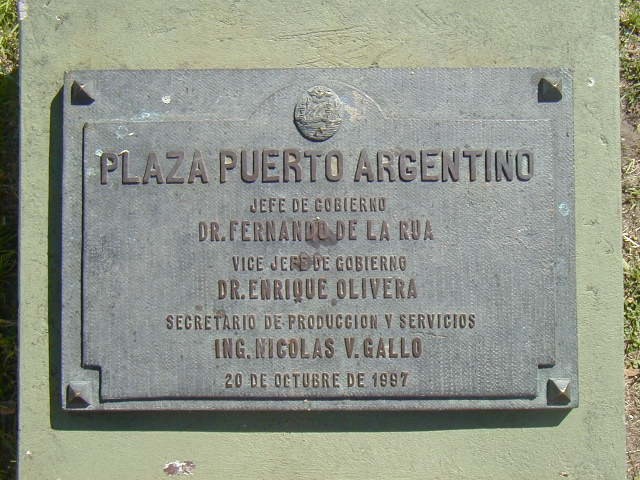 PLAZA PUERTO ARGENTINO
JEFE DE GOBIERNO
DR. FERNANDO DE LA RUA
VICE JEFE DE GOBIERNO
DR. ENRIQUE OLIVERA
SECRETARIO DE PRODUCCION Y SERVICIOS
ING. NICOLAS V. GALLO
20 DE OCTUBRE DE 1997